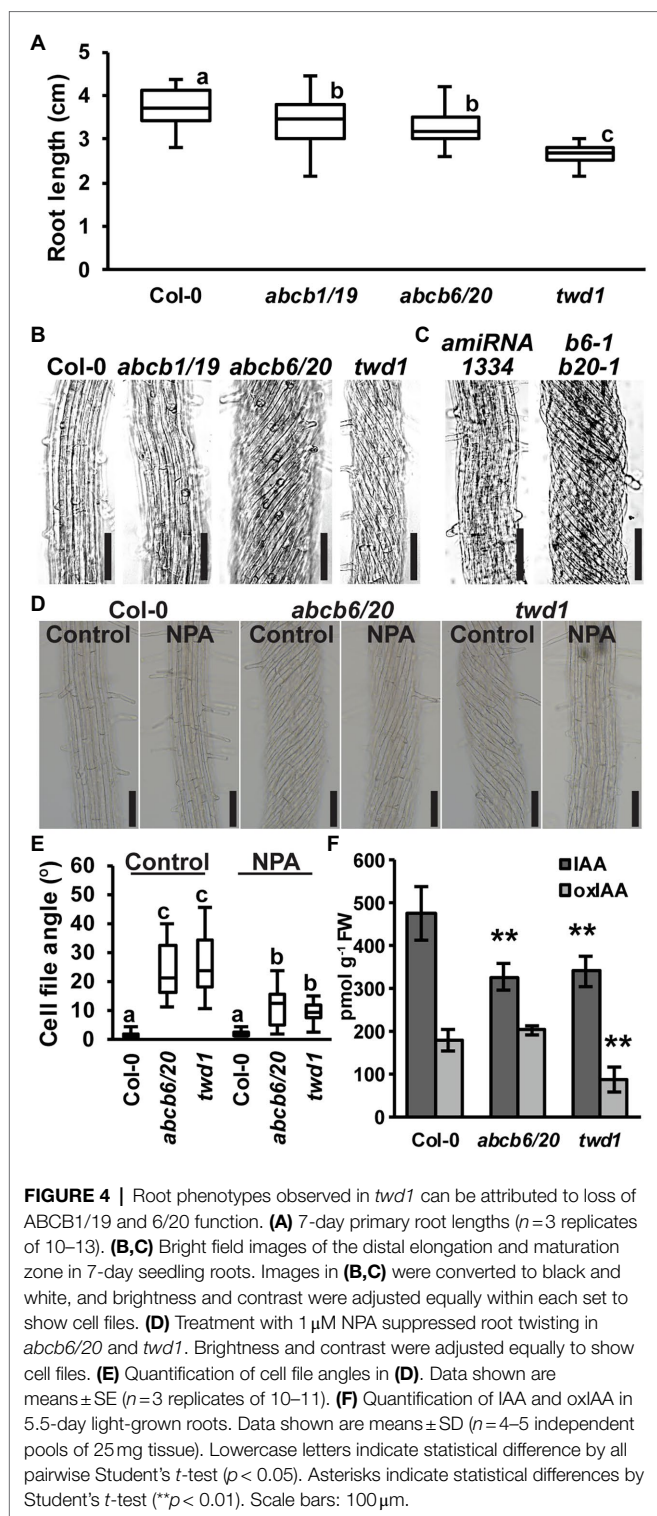 A
Root length (cm)
5
4
3
2
1
0
a
b
b
c
Col-0
abcb1/19
abcb6/20
twd1
B
Col-0 abcb1/19 abcb6/20 twd1
C
amiRNA 1334
b6-1 b20-1
D
Col-0
abcb6/20
twd1
Control NPA Control NPA Control NPA
E
Control
NPA
Cell file angle (º)
60
50
40
30
20
10
0
a
c
c
a
b
b
Col-0
abcb6/20
twd1
Col-0
abcb6/20
twd1
F
pmol g⁻¹ FW
600
500
400
300
200
100
0
IAA
oxIAA
**
**
**
Col-0
abcb6/20
twd1
FIGURE 4 | Root phenotypes observed in twd1 can be attributed to loss of
ABCB1/19 and 6/20 function. (A) 7-day primary root lengths (n=3 replicates
of 10–13). (B,C) Bright field images of the distal elongation and maturation
zone in 7-day seedling roots. Images in (B,C) were converted to black and
white, and brightness and contrast were adjusted equally within each set to
show cell files. (D) Treatment with 1μM NPA suppressed root twisting in
abcb6/20 and twd1. Brightness and contrast were adjusted equally to show
cell files. (E) Quantification of cell file angles in (D). Data shown are
means±SE (n=3 replicates of 10–11). (F) Quantification of IAA and oxIAA in
5.5-day light-grown roots. Data shown are means±SD (n=4–5 independent
pools of 25mg tissue). Lowercase letters indicate statistical difference by all
pairwise Student's t-test (p<0.05). Asterisks indicate statistical differences by
Student's t-test (**p<0.01). Scale bars: 100μm.